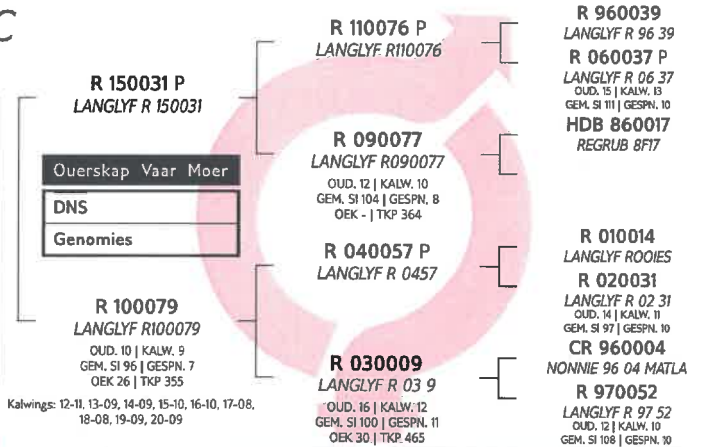 C
R 150031 P
LANGLYF R 150031
Ouerskap Vaar Moer
DNS
Genomies
R 100079
LANGLYF R100079
OUD. 10 | KALW. 9
GEM. SI 96 | GESPN. 7
OEK 26 | TKP 355
Kalwings: 12-11, 13-09, 14-09, 15-10, 16-10, 17-08,
18-08, 19-09, 20-09
R 110076 P
LANGLYF R110076
R 090077
LANGLYF R090077
OUD. 12 | KALW. 10
GEM. SI 104 | GESPN. 8
OEK - | TKP 364
R 040057 P
LANGLYF R 0457
R 030009
LANGLYF R 03 9
OUD. 16 | KALW. 12
GEM. SI 100 | GESPN. 11
OEK 30 | TKP 465
R 960039
LANGLYF R 96 39
R 060037 P
LANGLYF R 06 37
OUD. 15 | KALW. 13
GEM. SI 111 | GESPN. 10
HDB 860017
REGRUB 8F17
R 010014
LANGLYF ROOIES
R 020031
LANGLYF R 02 31
OUD. 14 | KALW. 11
GEM. SI 97 | GESPN. 10
CR 960004
NONNIE 96 04 MATLA
R 970052
LANGLYF R 97 52
OUD. 12 | KALW. 10
GEM. SI 108 | GESPN. 10